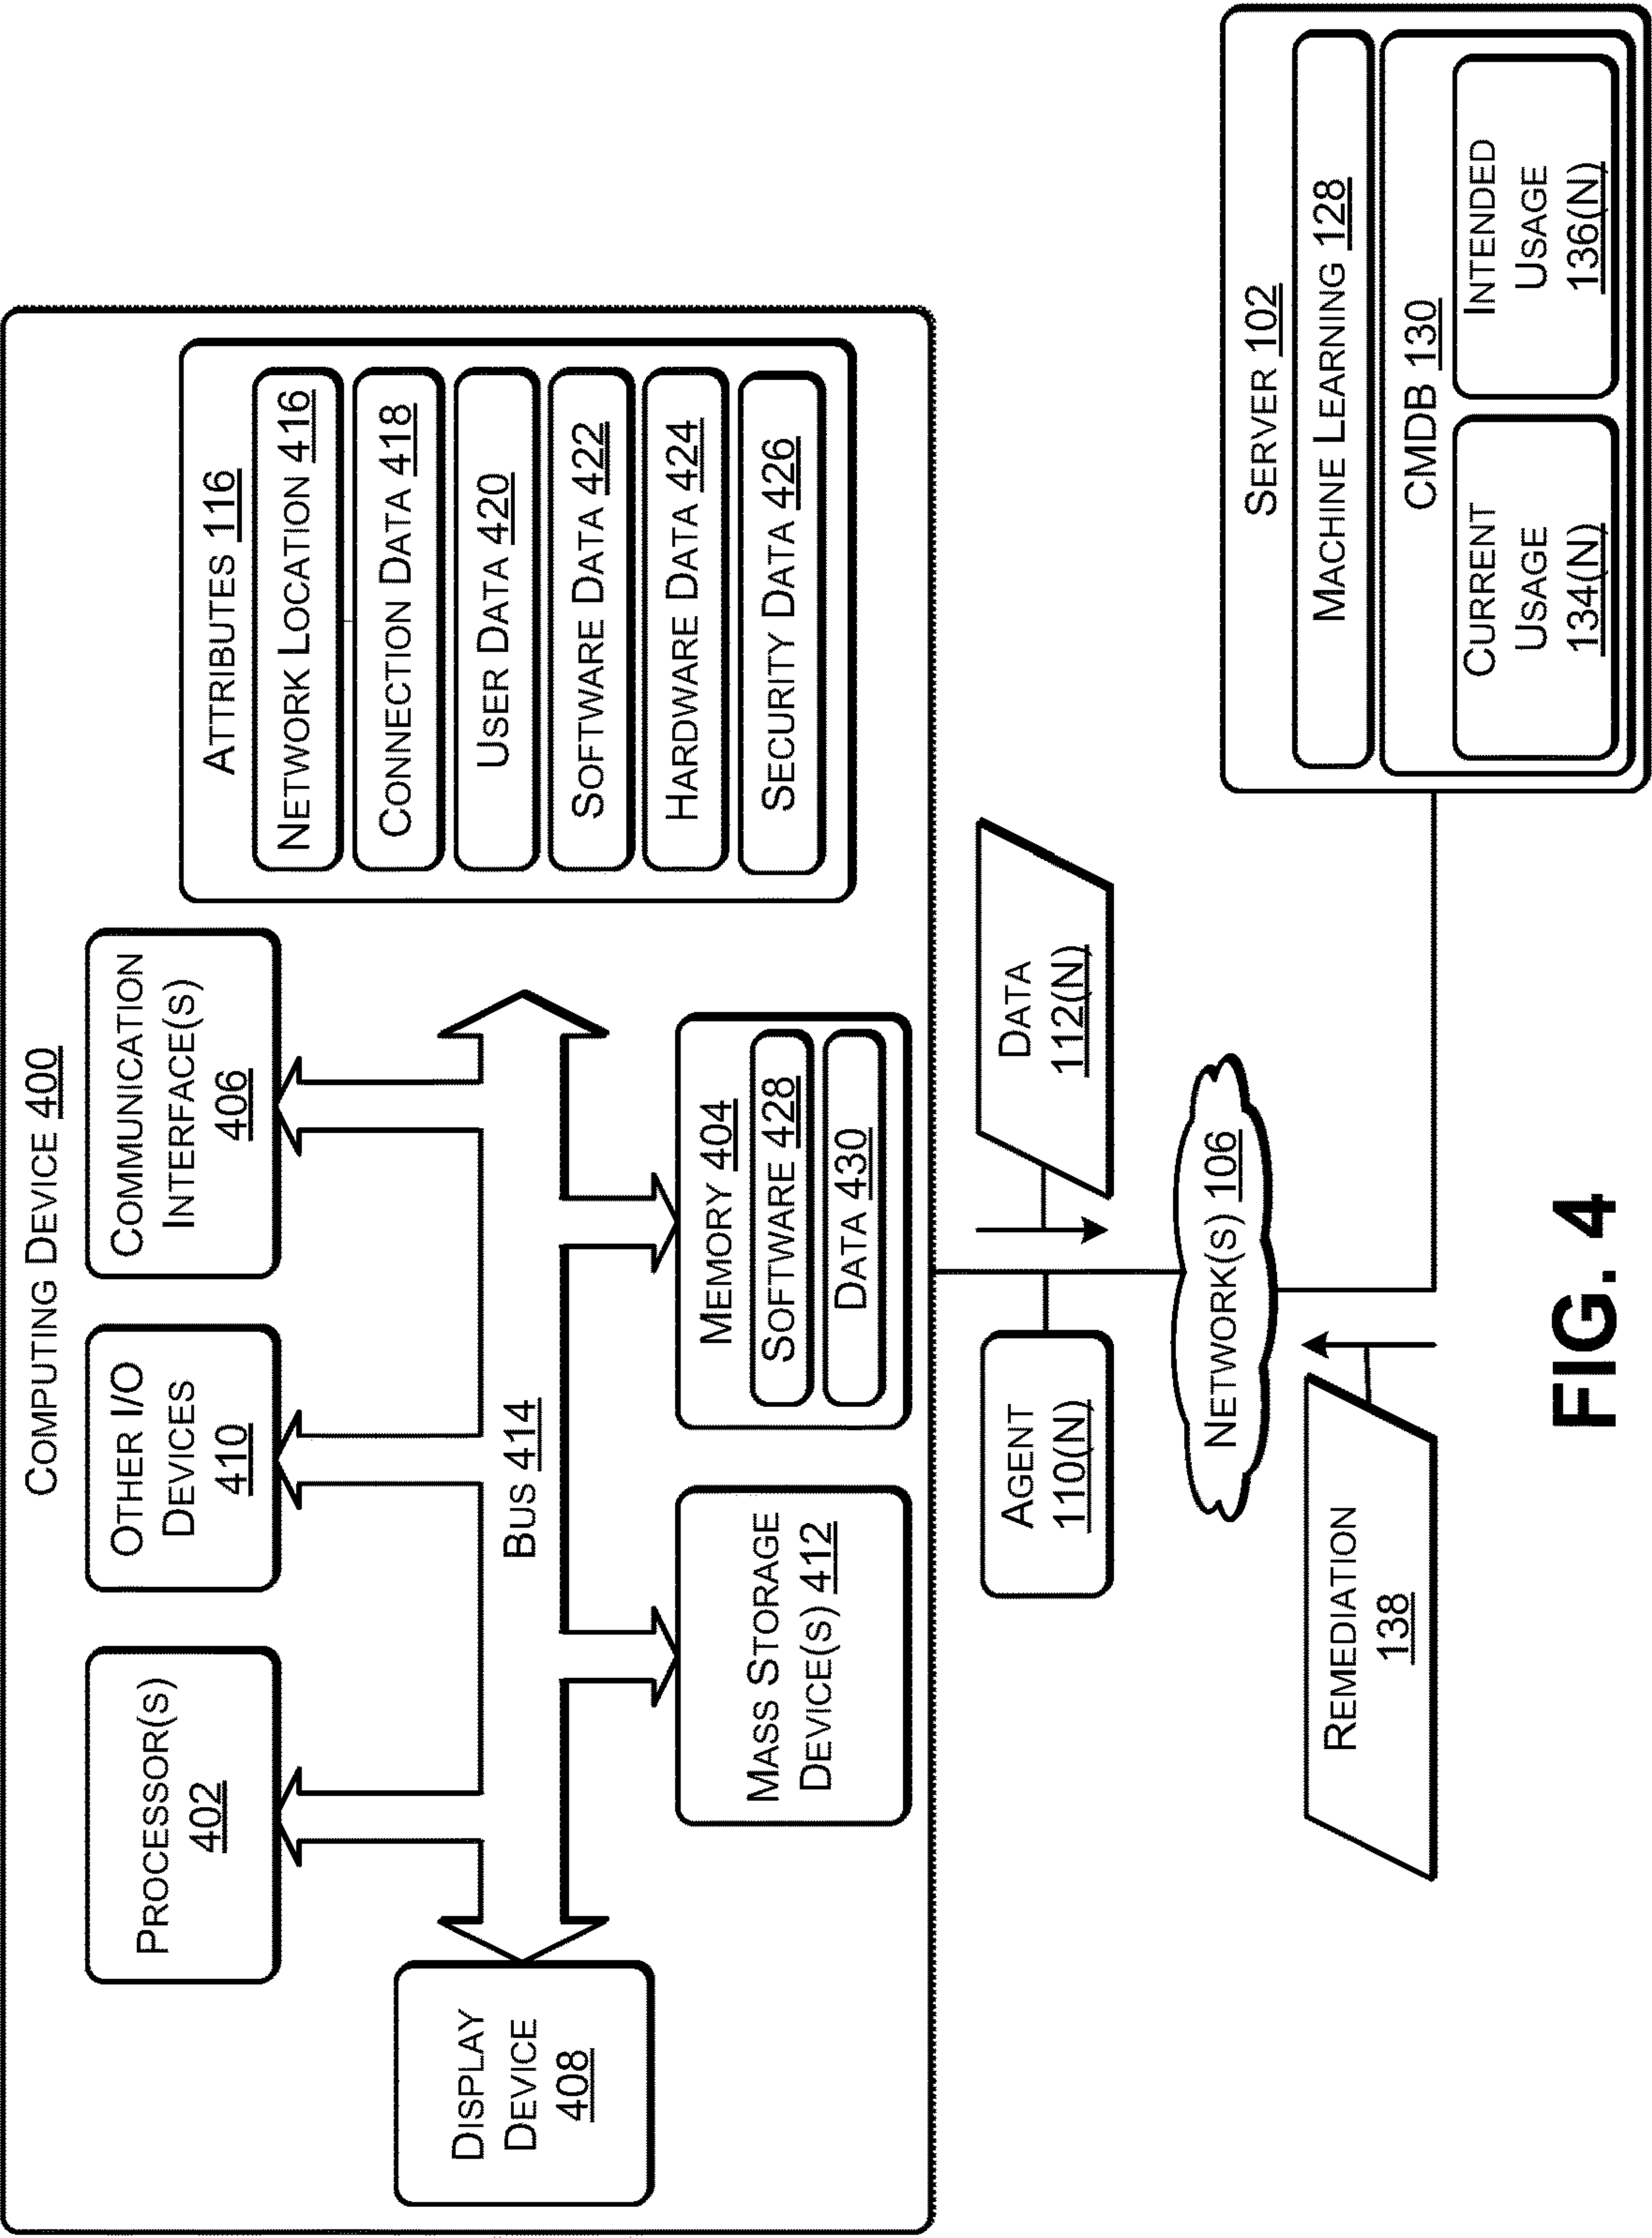 COMPUTING DEVICE 400
PROCESSOR(S)
402
OTHER I/O
DEVICES
410
COMMUNICATION
INTERFACE(S)
406
DISPLAY
DEVICE
408
BUS 414
MASS STORAGE
DEVICE(S) 412
MEMORY 404
SOFTWARE 428
DATA 430
ATTRIBUTES 116
NETWORK LOCATION 416
CONNECTION DATA 418
USER DATA 420
SOFTWARE DATA 422
HARDWARE DATA 424
SECURITY DATA 426
AGENT
110(N)
DATA
112(N)
NETWORK(S) 106
REMEDIATION
138
SERVER 102
MACHINE LEARNING 128
CMDB 130
CURRENT
USAGE
134(N)
INTENDED
USAGE
136(N)
FIG. 4